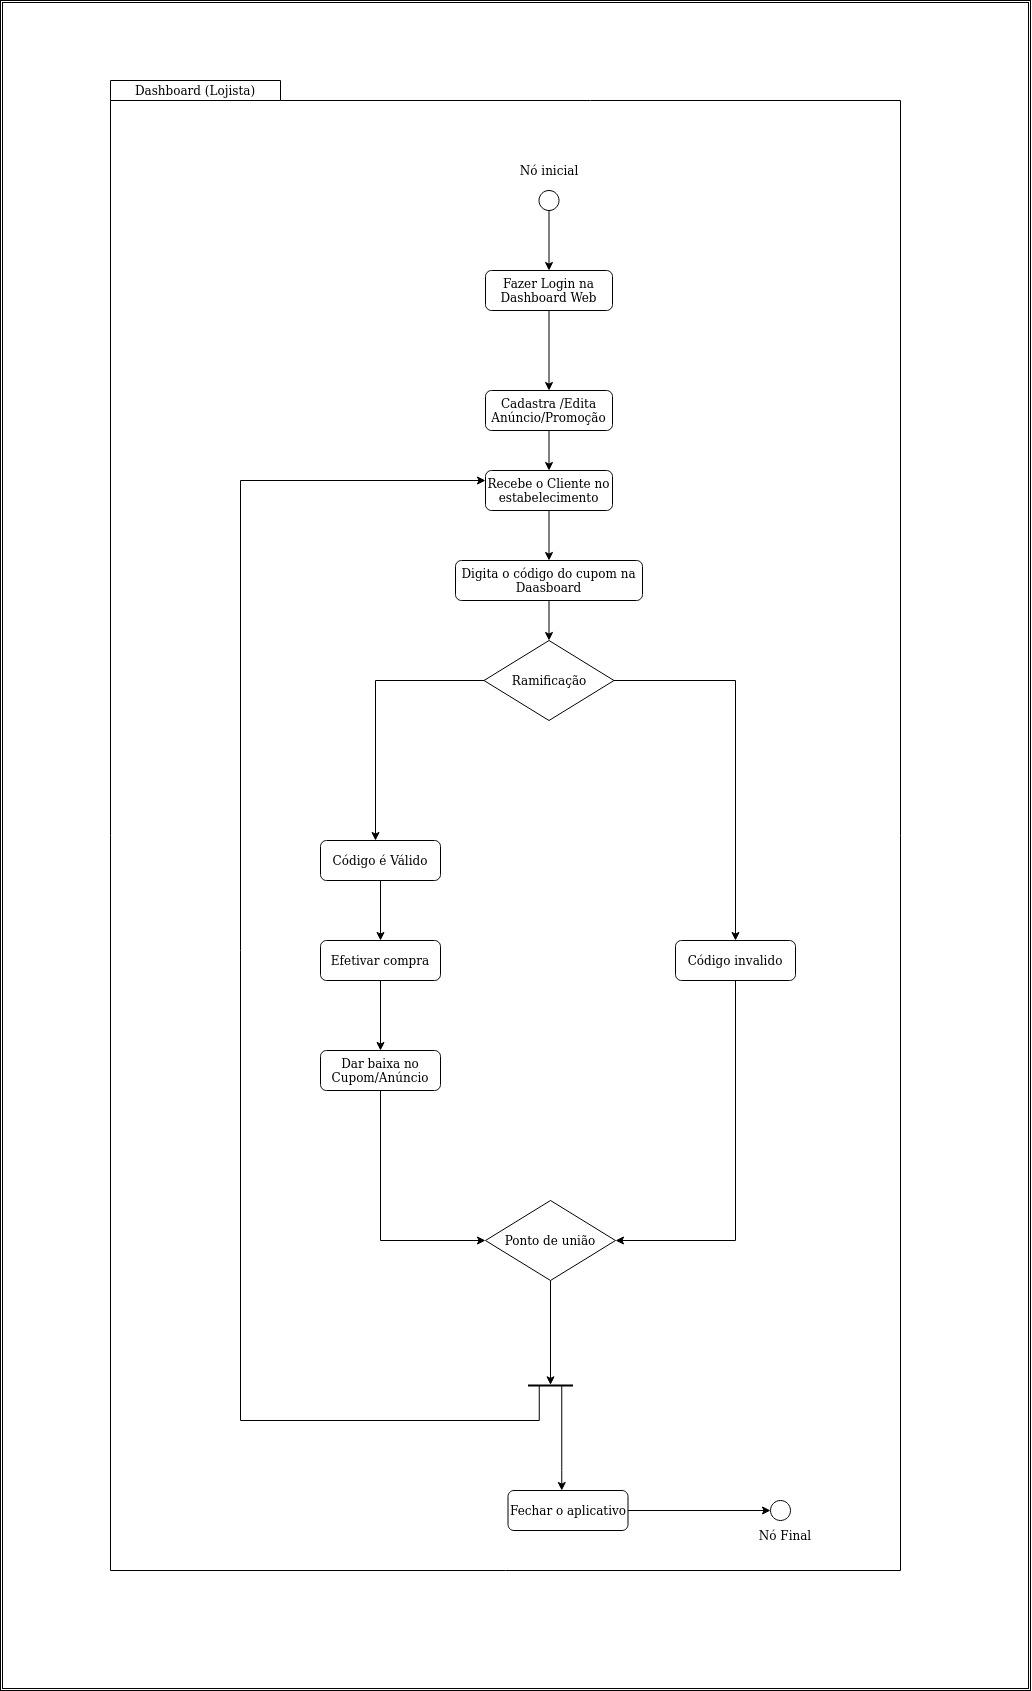 Dashboard (Lojista)
Nó inicial
Fazer Login na
Dashboard Web
Cadastra /Edita
Anúncio/Promoção
Recebe o Cliente no
estabelecimento
Digita o código do cupom na
Daasboard
Ramificação
Código é Válido
Efetivar compra
Código invalido
Dar baixa no
Cupom/Anúncio
Ponto de união
Fechar o aplicativo
Nó Final